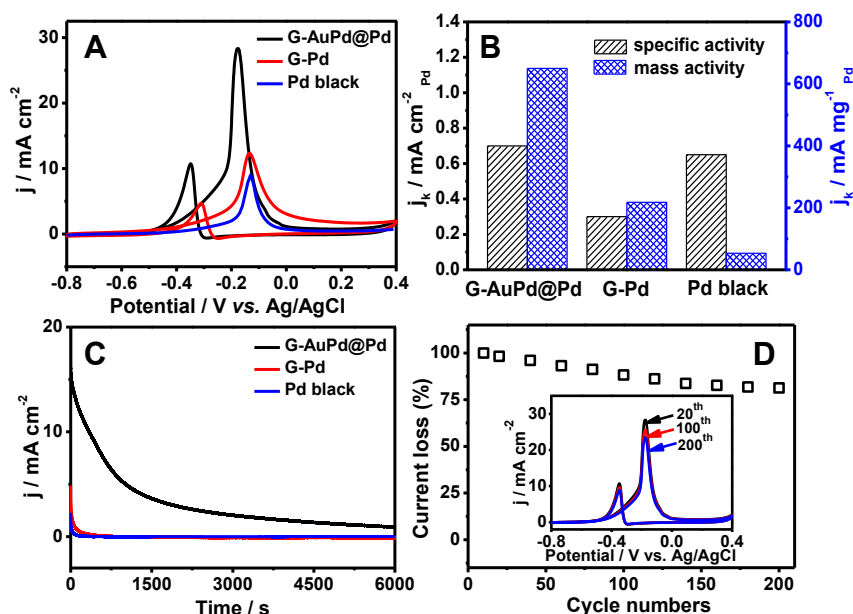 A
G-AuPd@Pd
G-Pd
Pd black
j / mA cm-2
30
20
10
0
-0.8 -0.6 -0.4 -0.2 0.0 0.2 0.4
Potential / V vs. Ag/AgCl
B
specific activity
mass activity
jk / mA cm-2 Pd
1.4
1.2
1.0
0.8
0.6
0.4
0.2
0.0
800
600
400
200
0
jk / mA mg-1 Pd
G-AuPd@Pd G-Pd Pd black
C
G-AuPd@Pd
G-Pd
Pd black
j / mA cm-2
20
10
0
0 1500 3000 4500 6000
Time / s
D
Current loss (%)
100
75
50
25
0
0 50 100 150 200
Cycle numbers
20th
100th
200th
j / mA cm-2
30
20
10
0
-0.8 -0.4 0.0 0.4
Potential / V vs. Ag/AgCl